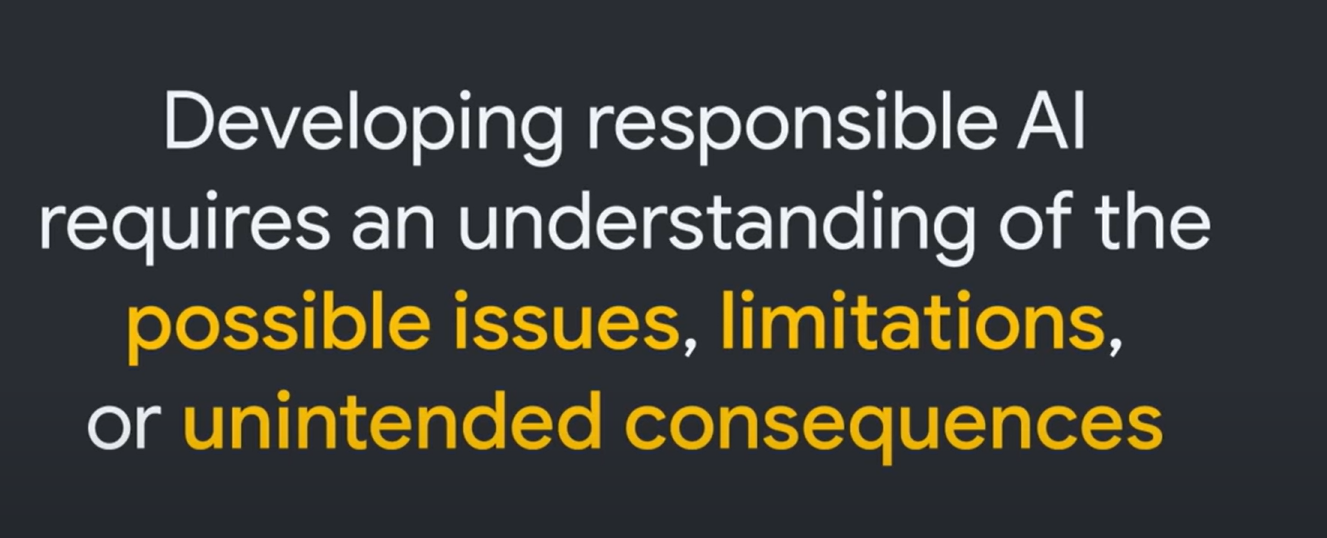 Developing responsible AI
requires an understanding of the
possible issues, limitations,
or unintended consequences